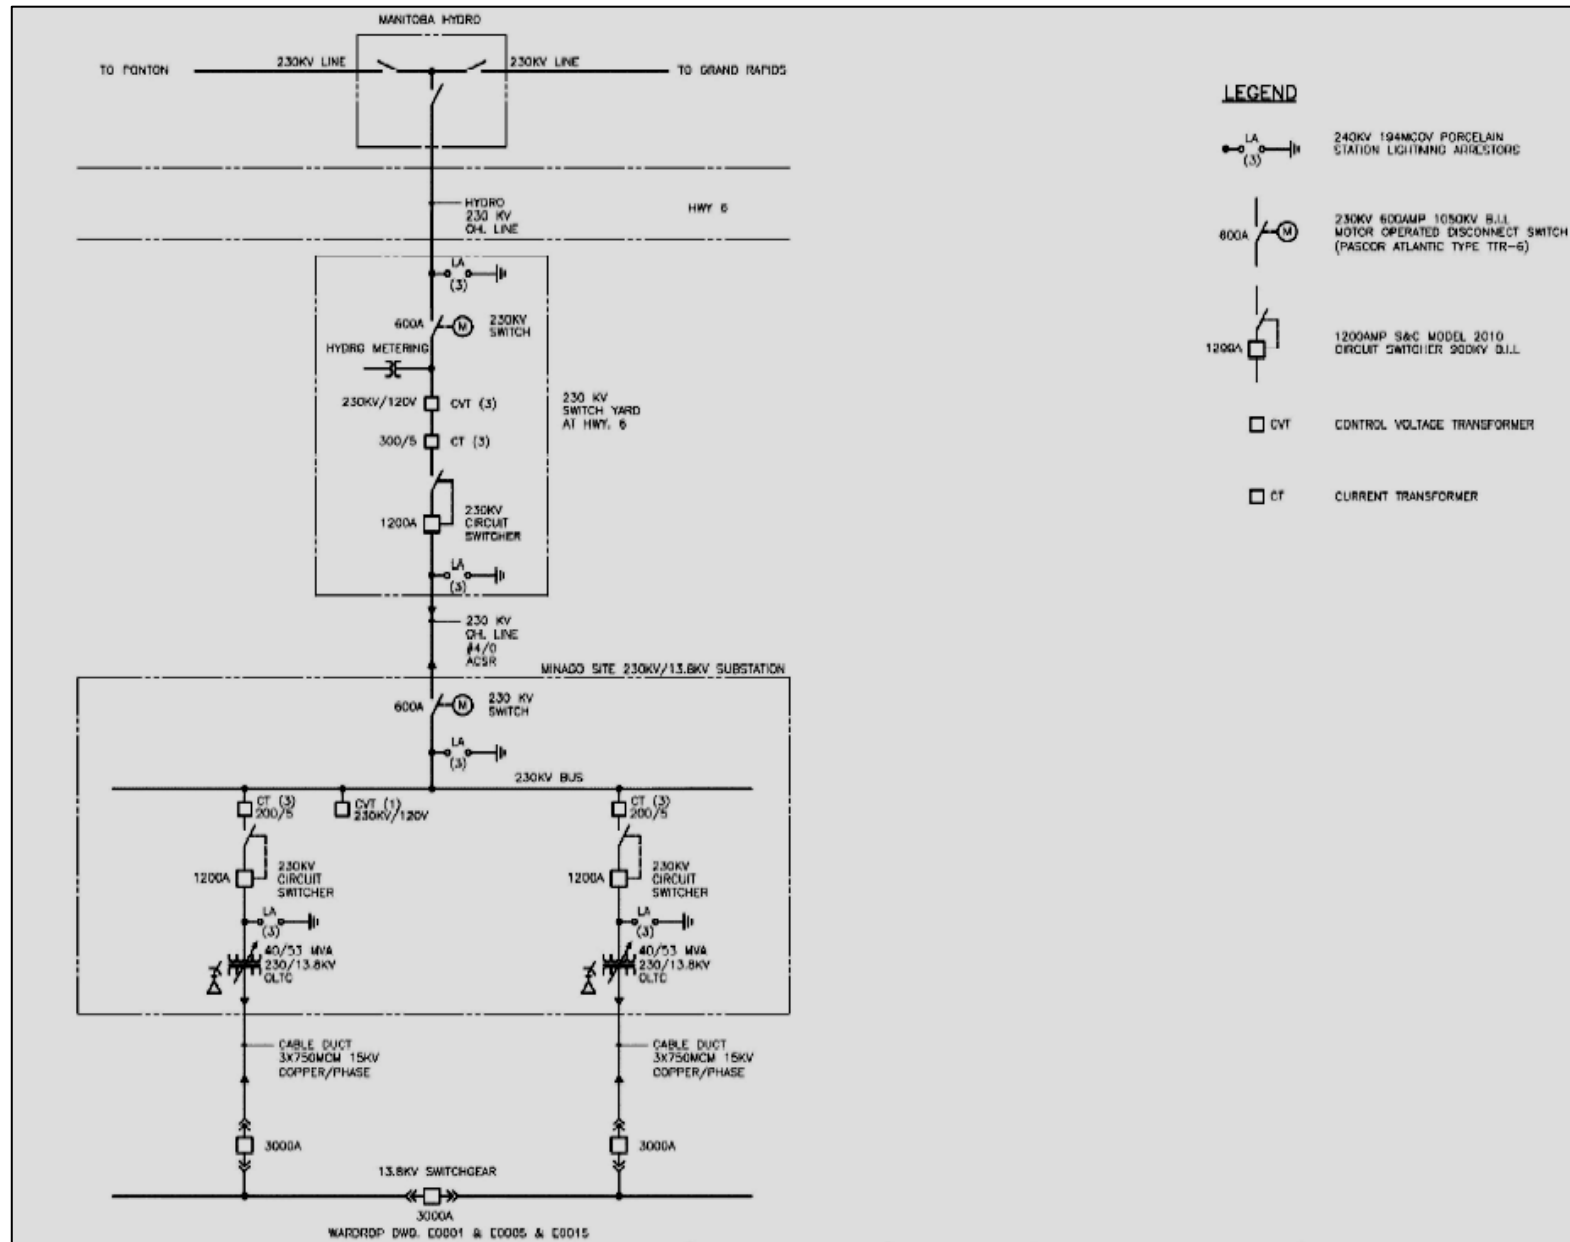 MANITOBA HYDRO
TO PONTON
230KV LINE
230KV LINE
TO GRAND RAPIDS
HYDRO
230 KV
OH. LINE
HWY 6
LA
(3)
600A
M
230KV
SWITCH
HYDRO METERING
230KV/120V
CVT (3)
300/5
CT (3)
230 KV
SWITCH YARD
AT HWY. 6
1200A
230KV
CIRCUIT
SWITCHER
LA
(3)
230 KV
OH. LINE
#4/0
ACSR
MINAGO SITE 230KV/13.8KV SUBSTATION
600A
M
230 KV
SWITCH
LA
(3)
230KV BUS
CT (3)
200/5
CVT (1)
230KV/120V
CT (3)
200/5
1200A
230KV
CIRCUIT
SWITCHER
1200A
230KV
CIRCUIT
SWITCHER
LA
(3)
LA
(3)
40/53 MVA
230/13.8KV
OLTC
40/53 MVA
230/13.8KV
OLTC
CABLE DUCT
3X750MCM 15KV
COPPER/PHASE
CABLE DUCT
3X750MCM 15KV
COPPER/PHASE
3000A
3000A
13.8KV SWITCHGEAR
3000A
WARDROP DWG. E0001 & E0005 & E0015
LEGEND
LA
(3)
240KV 194MCOV PORCELAIN
STATION LIGHTNING ARRESTORS
600A
M
230KV 600AMP 1050KV B.I.L
MOTOR OPERATED DISCONNECT SWITCH
(PASCOR ATLANTIC TYPE TTR-6)
1200A
1200AMP S&C MODEL 2010
CIRCUIT SWITCHER 900KV B.I.L
CVT
CONTROL VOLTAGE TRANSFORMER
CT
CURRENT TRANSFORMER